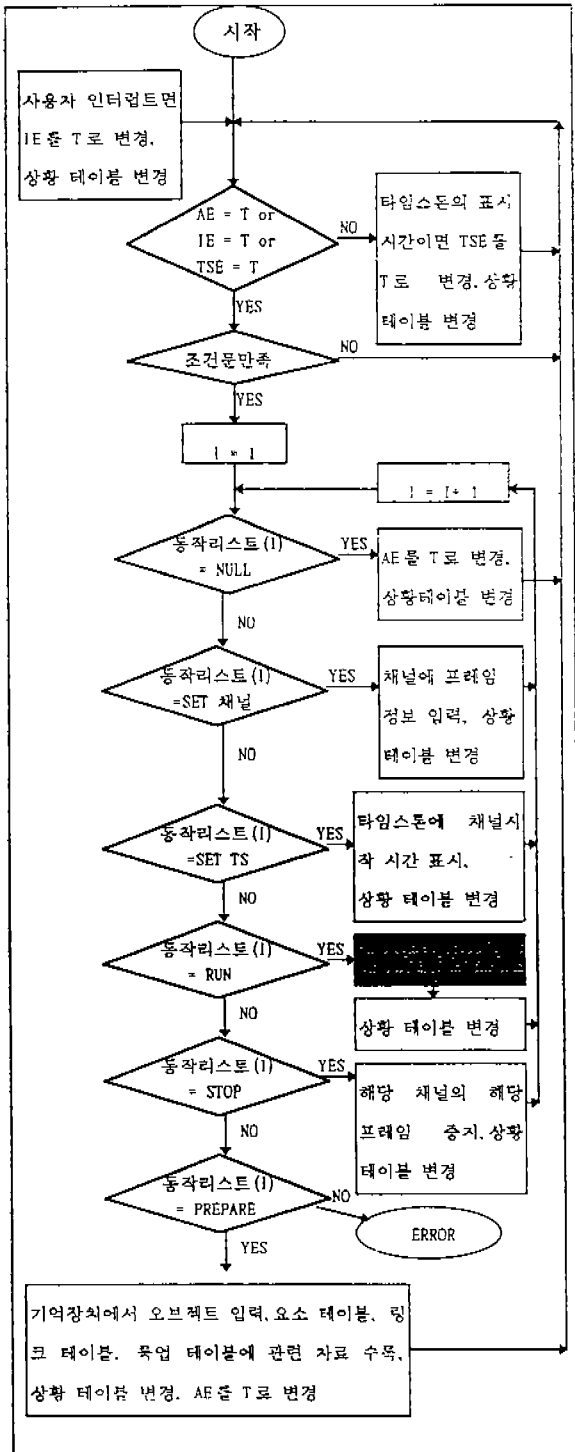 시작
사용자 인터럽트면
IE를 T로 변경,
상황 테이블 변경
AE = T or
IE = T or
TSE = T
NO
타임스톤의 표시
시간이면 TSE를
T로 변경.상황
테이블 변경
YES
조건문만족
NO
YES
I = 1
I = I+ 1
동작리스트(I)
= NULL
YES
AE를 T로 변경.
상황테이블 변경
NO
동작리스트(I)
=SET 채널
YES
채널에 프레임
정보 입력, 상황
테이블 변경
NO
동작리스트(I)
=SET TS
YES
타임스톤에 채널시
작 시간 표시.
상황 테이블 변경
NO
동작리스트(I)
= RUN
YES
상황 테이블 변경
NO
동작리스트(I)
= STOP
YES
해당 채널의 해당
프레임 중지.상황
테이블 변경
NO
동작리스트(I)
= PREPARE
NO
ERROR
YES
기억장치에서 오브젝트 입력,요소 테이블. 링
크 테이블. 룩업 테이블에 관련 자료 수록,
상황 테이블 변경. AE를 T로 변경